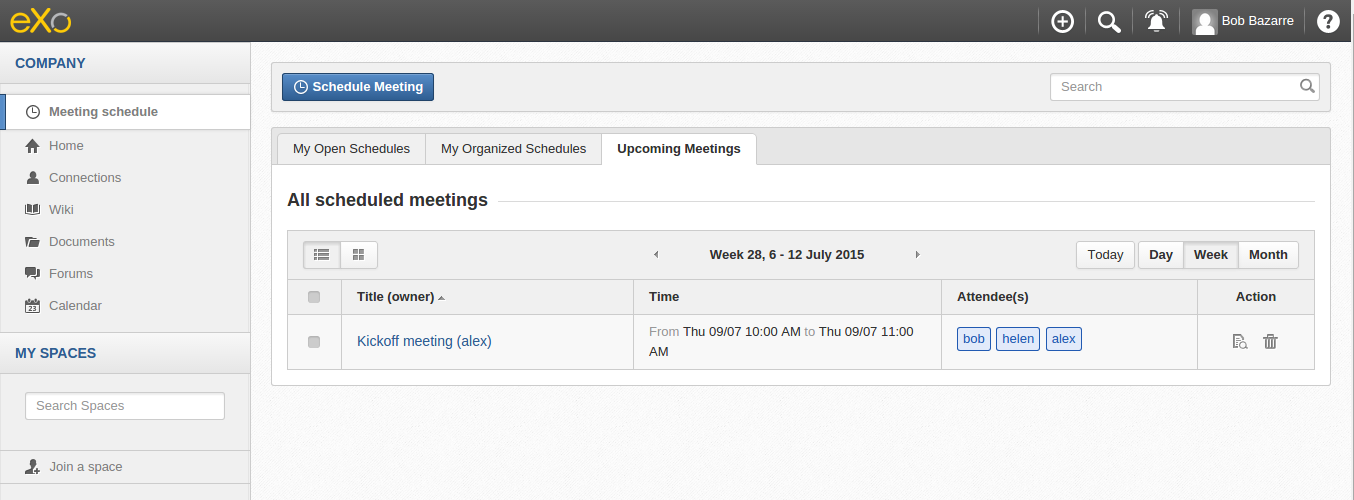 eXo
Bob Bazarre
COMPANY
Meeting schedule
Home
Connections
Wiki
Documents
Forums
23 Calendar
MY SPACES
Search Spaces
Join a space
Schedule Meeting
Search
My Open Schedules My Organized Schedules Upcoming Meetings
All scheduled meetings
Week 28, 6 - 12 July 2015 Today Day Week Month
Title (owner) Time Attendee(s) Action
Kickoff meeting (alex) From Thu 09/07 10:00 AM to Thu 09/07 11:00 bob helen alex
AM